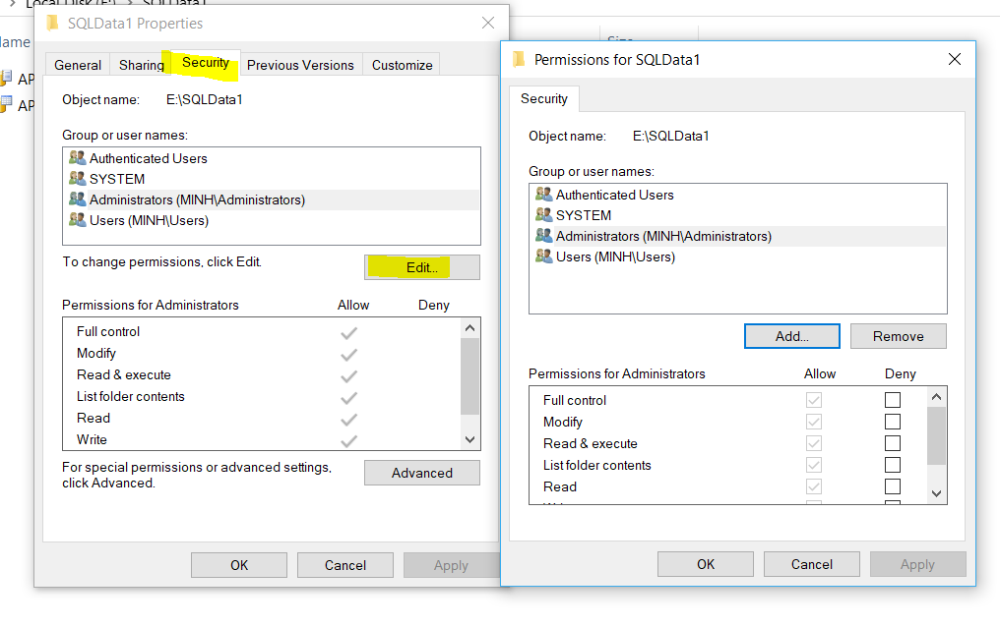 Local Disk (E:) > SQLData1
SQLData1 Properties
General
Sharing
Security
Previous Versions
Customize
Object name: E:\SQLData1
Group or user names:
Authenticated Users
SYSTEM
Administrators (MINH\Administrators)
Users (MINH\Users)
To change permissions, click Edit.
Edit...
Permissions for Administrators Allow Deny
Full control
Modify
Read & execute
List folder contents
Read
Write
For special permissions or advanced settings,
click Advanced.
Advanced
OK
Cancel
Apply
Name
AP
AP
Size
Permissions for SQLData1
Security
Object name: E:\SQLData1
Group or user names:
Authenticated Users
SYSTEM
Administrators (MINH\Administrators)
Users (MINH\Users)
Add...
Remove
Permissions for Administrators Allow Deny
Full control
Modify
Read & execute
List folder contents
Read
Write
OK
Cancel
Apply